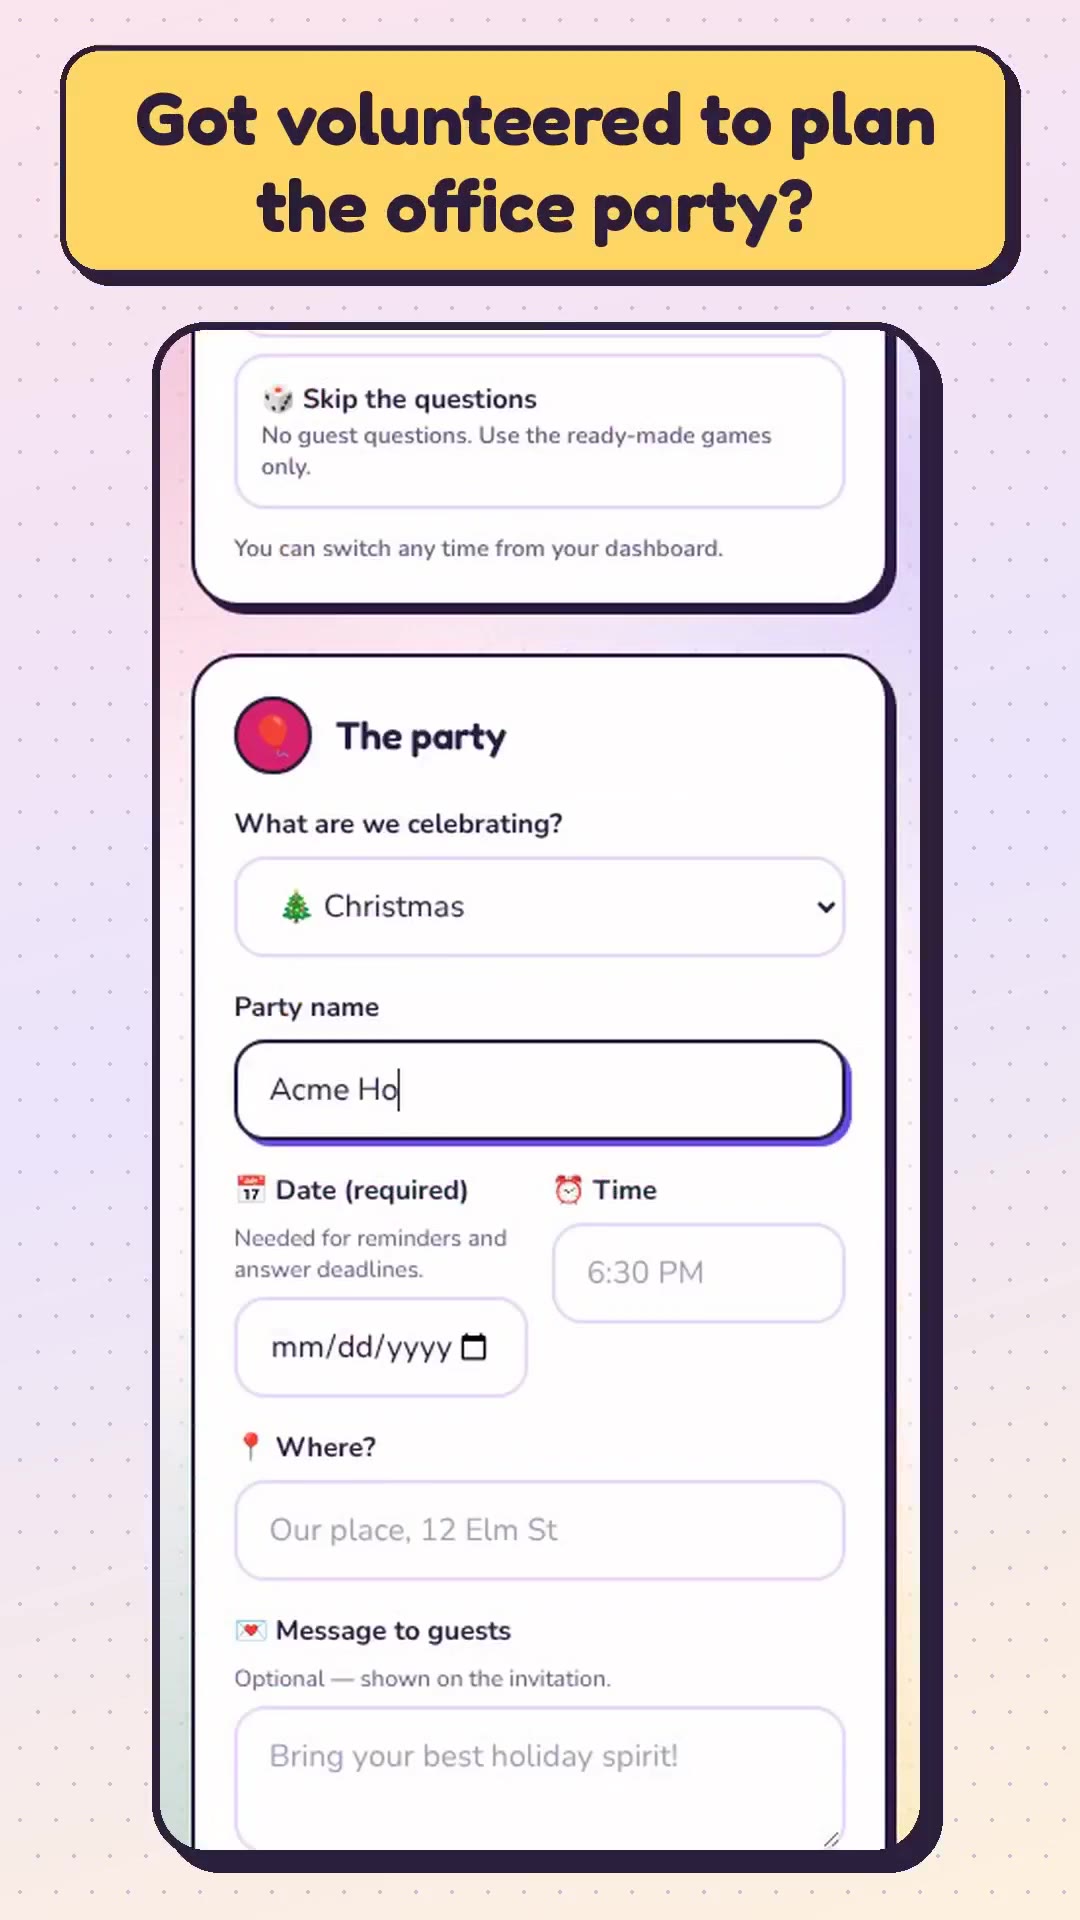 Got volunteered to plan
the office party?
🎲 Skip the questions
No guest questions. Use the ready-made games
only.
You can switch any time from your dashboard.
The party
What are we celebrating?
🎄 Christmas
Party name
Acme Ho
📅 Date (required)
Needed for reminders and
answer deadlines.
mm/dd/yyyy
⏰ Time
6:30 PM
📍 Where?
Our place, 12 Elm St
💌 Message to guests
Optional — shown on the invitation.
Bring your best holiday spirit!